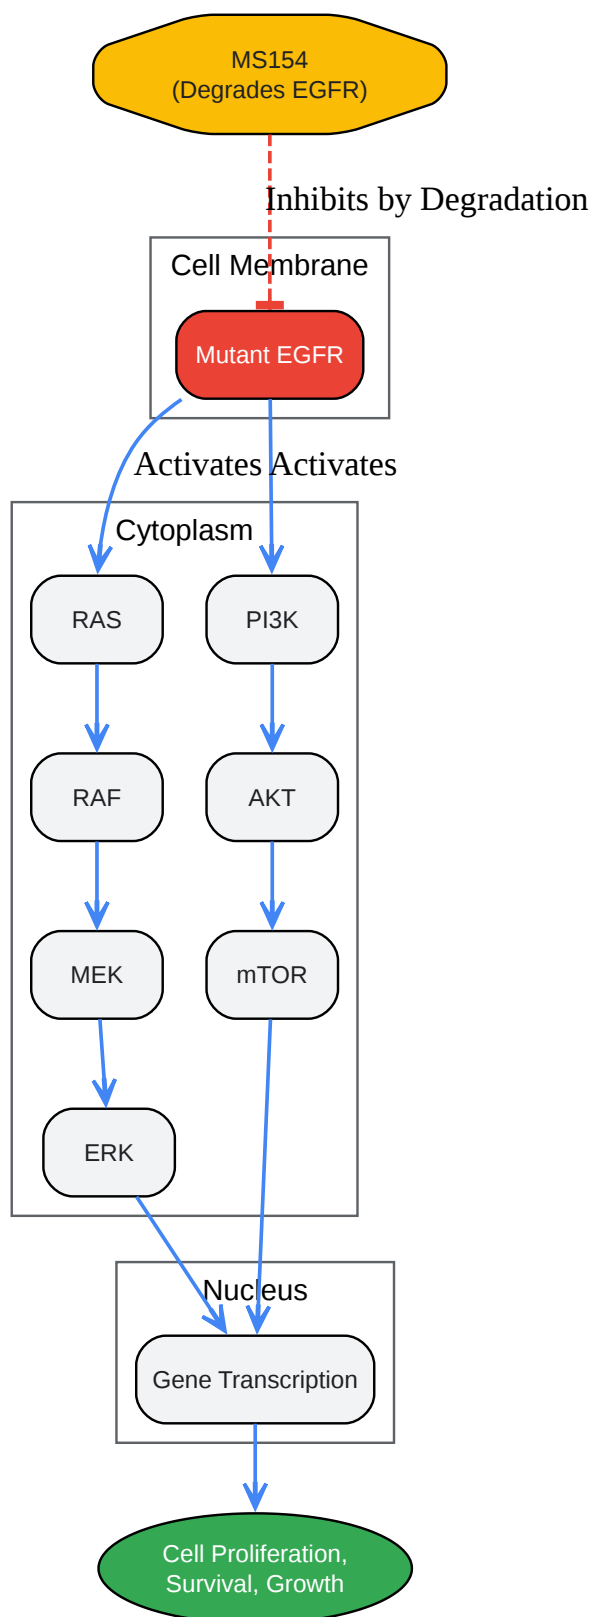 MS154
(Degrades EGFR)
Inhibits by Degradation
Cell Membrane
Mutant EGFR
Activates
Activates
Cytoplasm
RAS
PI3K
RAF
AKT
MEK
mTOR
ERK
Nucleus
Gene Transcription
Cell Proliferation,
Survival, Growth